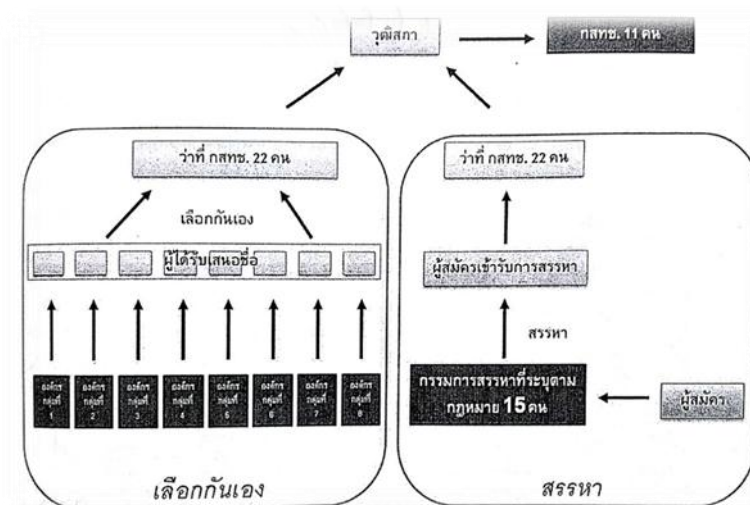 วุฒิสภา
กสทช. 11 คน
ว่าที่ กสทช. 22 คน
เลือกกันเอง
ผู้ได้รับเสนอชื่อ
องค์กร กลุ่มที่ 1
องค์กร กลุ่มที่ 2
องค์กร กลุ่มที่ 3
องค์กร กลุ่มที่ 4
องค์กร กลุ่มที่ 5
องค์กร กลุ่มที่ 6
องค์กร กลุ่มที่ 7
องค์กร กลุ่มที่ 8
เลือกกันเอง
ว่าที่ กสทช. 22 คน
ผู้สมัครเข้ารับการสรรหา
สรรหา
กรรมการสรรหาที่ระบุตาม
กฎหมาย 15 คน
ผู้สมัคร
สรรหา